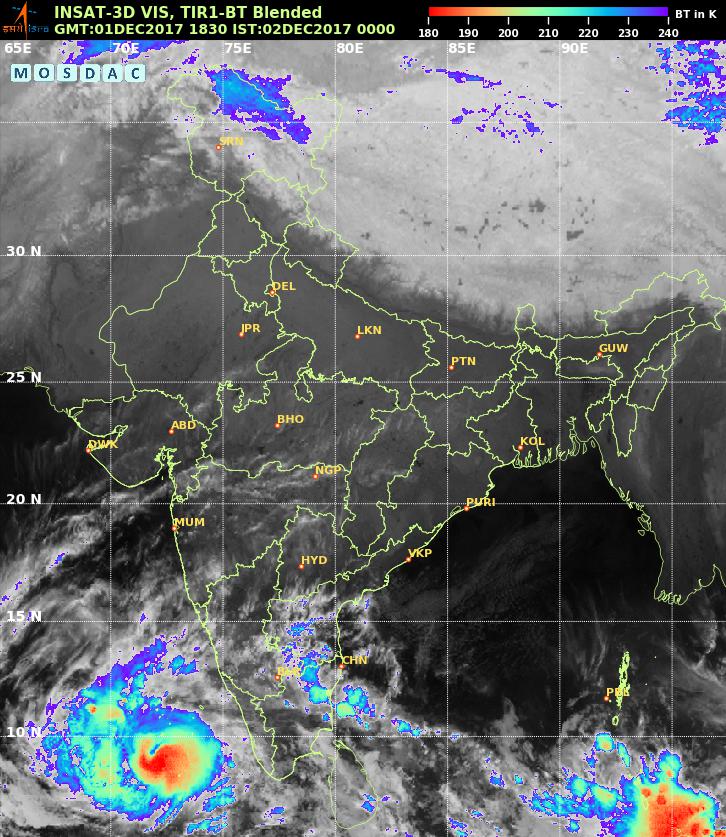 INSAT-3D VIS, TIR1-BT Blended
GMT:01DEC2017 1830 IST:02DEC2017 0000
BT in K
180 190 200 210 220 230 240
65E 70E 75E 80E 85E 90E
MOSDAC
SRN
30 N
DEL
JPR
LKN
GUW
PTN
25 N
ABD
BHO
DWK
KOL
NGP
20 N
PURI
MUM
VKP
HYD
15 N
CHN
10 N